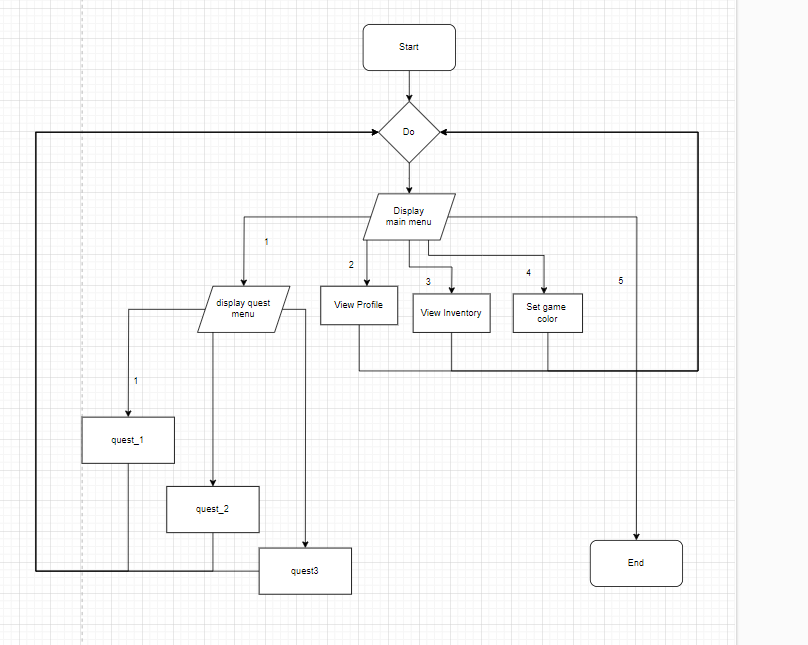 Start
Do
Display
main menu
1
2
3
4
5
display quest
menu
View Profile
View Inventory
Set game
color
1
quest_1
quest_2
quest3
End